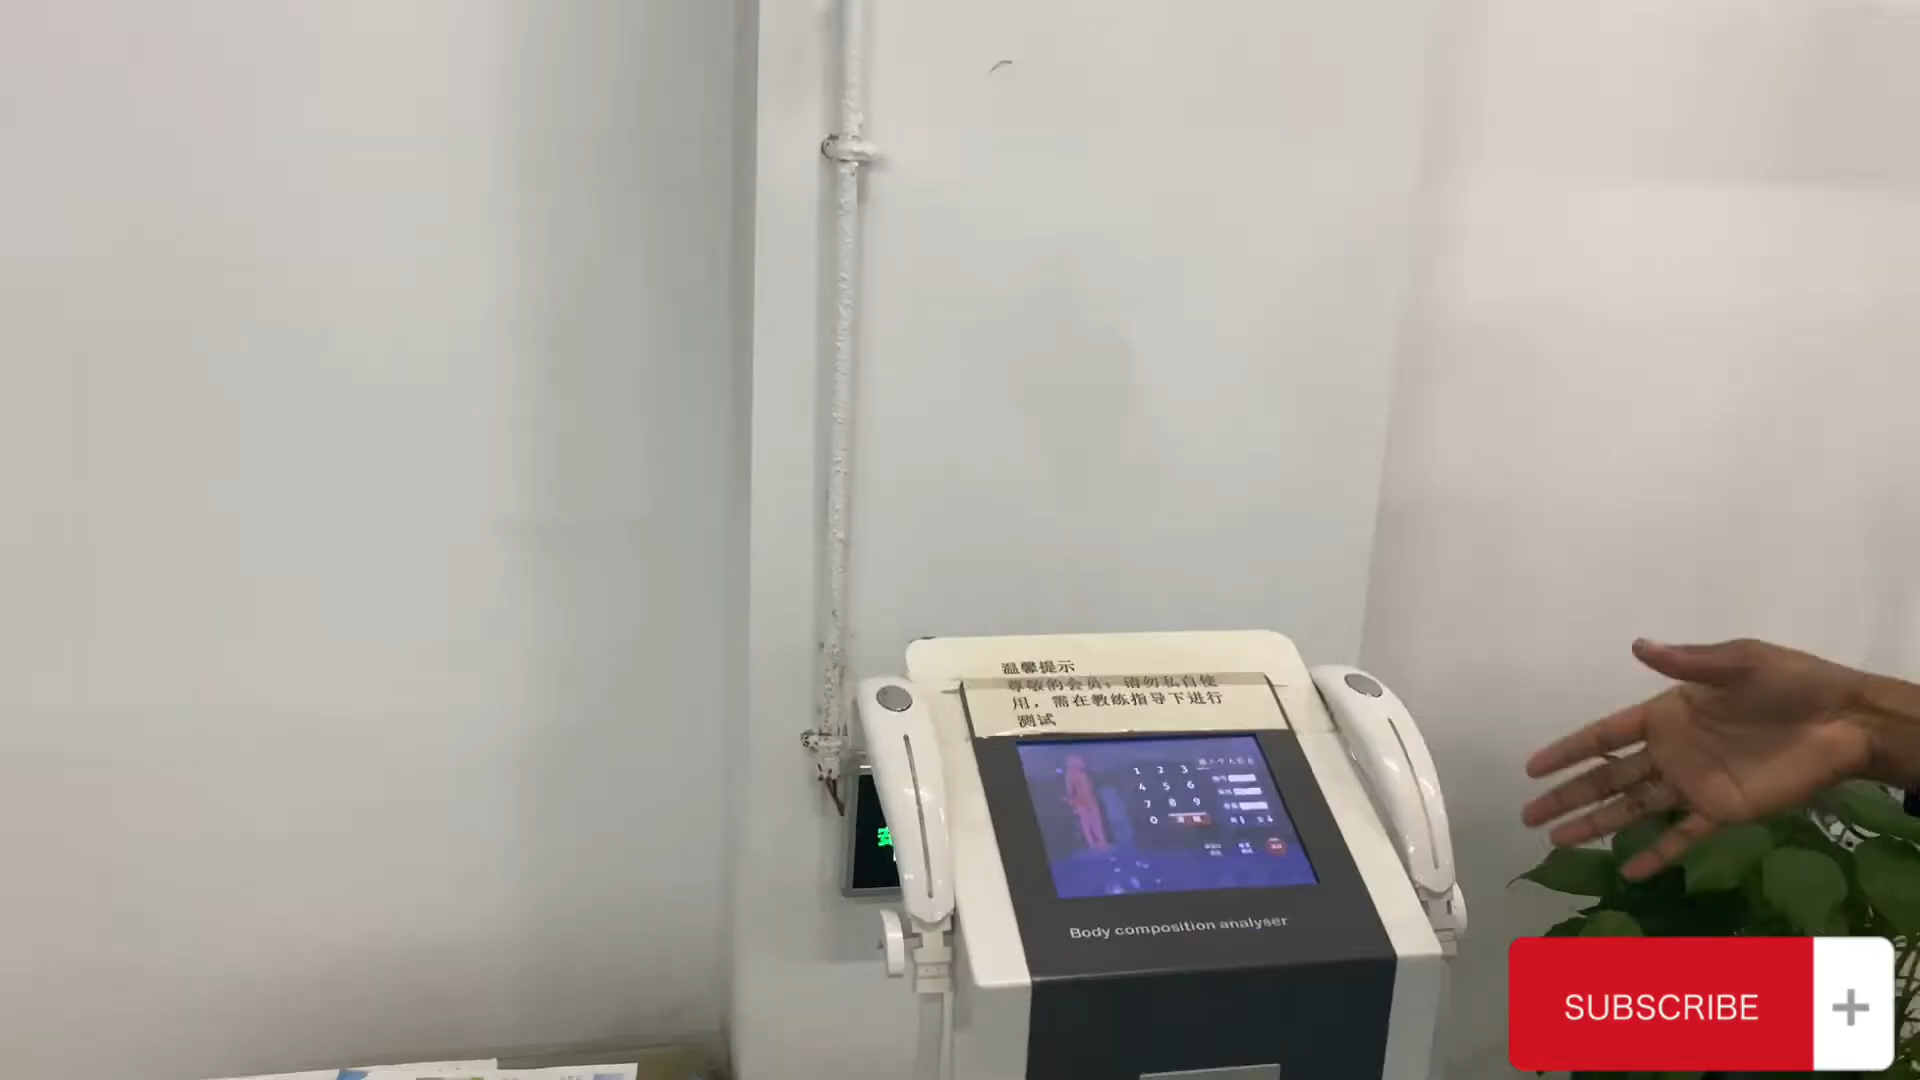 温馨提示
尊敬的会员：请勿私自使
用，需在教练指导下进行
测试
1 2 3
4 5 6
7 8 9
0
Body composition analyser
SUBSCRIBE +